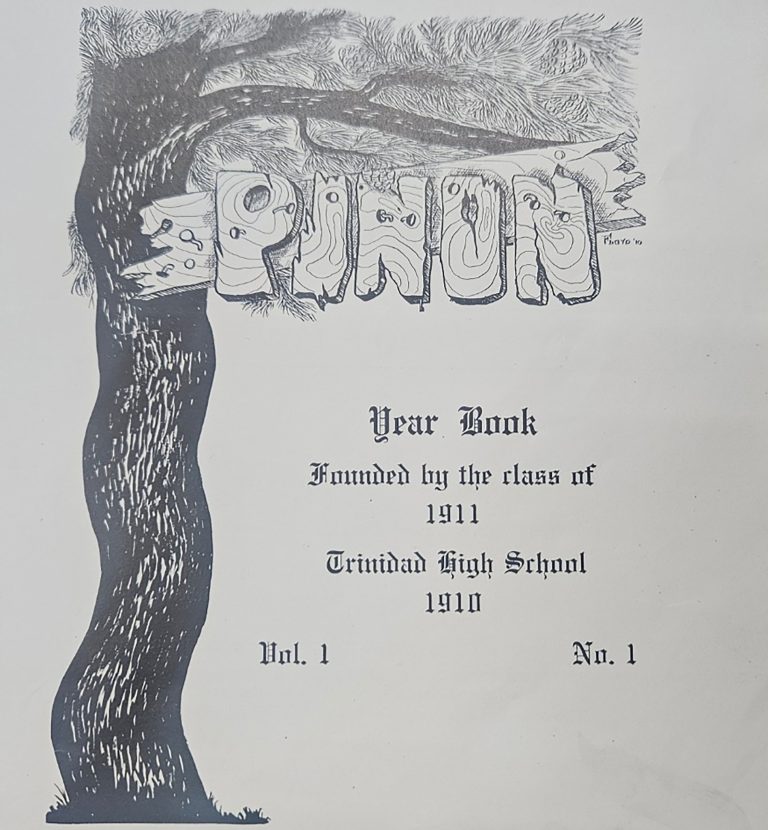 PINON
Year Book
Founded by the class of
1911
Trinidad High School
1910
Vol. 1 No. 1